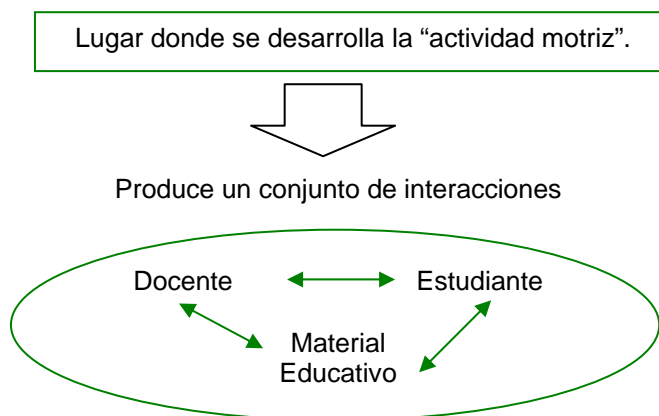 Lugar donde se desarrolla la “actividad motriz”.
Produce un conjunto de interacciones
Docente Estudiante
Material
Educativo